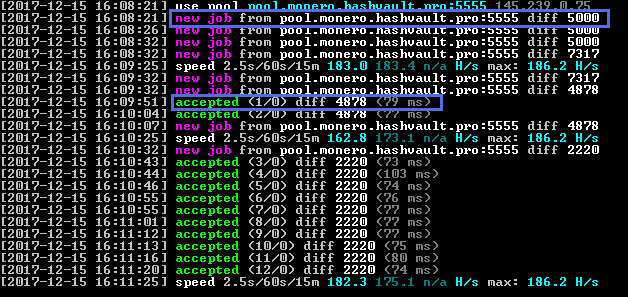 [2017-12-15 16:08:21] use pool pool.monero.hashvault.pro:5555 145.239.0.75
[2017-12-15 16:08:21] new job from pool.monero.hashvault.pro:5555 diff 5000
[2017-12-15 16:08:26] new job from pool.monero.hashvault.pro:5555 diff 5000
[2017-12-15 16:08:32] new job from pool.monero.hashvault.pro:5555 diff 5000
[2017-12-15 16:08:32] new job from pool.monero.hashvault.pro:5555 diff 7317
[2017-12-15 16:09:25] speed 2.5s/60s/15m 183.0 183.4 n/a H/s max: 186.2 H/s
[2017-12-15 16:09:32] new job from pool.monero.hashvault.pro:5555 diff 7317
[2017-12-15 16:09:32] new job from pool.monero.hashvault.pro:5555 diff 4878
[2017-12-15 16:09:51] accepted (1/0) diff 4878 (79 ms)
[2017-12-15 16:10:04] accepted (2/0) diff 4878 (77 ms)
[2017-12-15 16:10:07] new job from pool.monero.hashvault.pro:5555 diff 4878
[2017-12-15 16:10:25] speed 2.5s/60s/15m 162.8 173.1 n/a H/s max: 186.2 H/s
[2017-12-15 16:10:32] new job from pool.monero.hashvault.pro:5555 diff 2220
[2017-12-15 16:10:43] accepted (3/0) diff 2220 (73 ms)
[2017-12-15 16:10:44] accepted (4/0) diff 2220 (103 ms)
[2017-12-15 16:10:46] accepted (5/0) diff 2220 (74 ms)
[2017-12-15 16:10:55] accepted (6/0) diff 2220 (76 ms)
[2017-12-15 16:10:55] accepted (7/0) diff 2220 (77 ms)
[2017-12-15 16:11:01] accepted (8/0) diff 2220 (77 ms)
[2017-12-15 16:11:12] accepted (9/0) diff 2220 (77 ms)
[2017-12-15 16:11:13] accepted (10/0) diff 2220 (75 ms)
[2017-12-15 16:11:16] accepted (11/0) diff 2220 (80 ms)
[2017-12-15 16:11:20] accepted (12/0) diff 2220 (74 ms)
[2017-12-15 16:11:25] speed 2.5s/60s/15m 182.3 175.1 n/a H/s max: 186.2 H/s